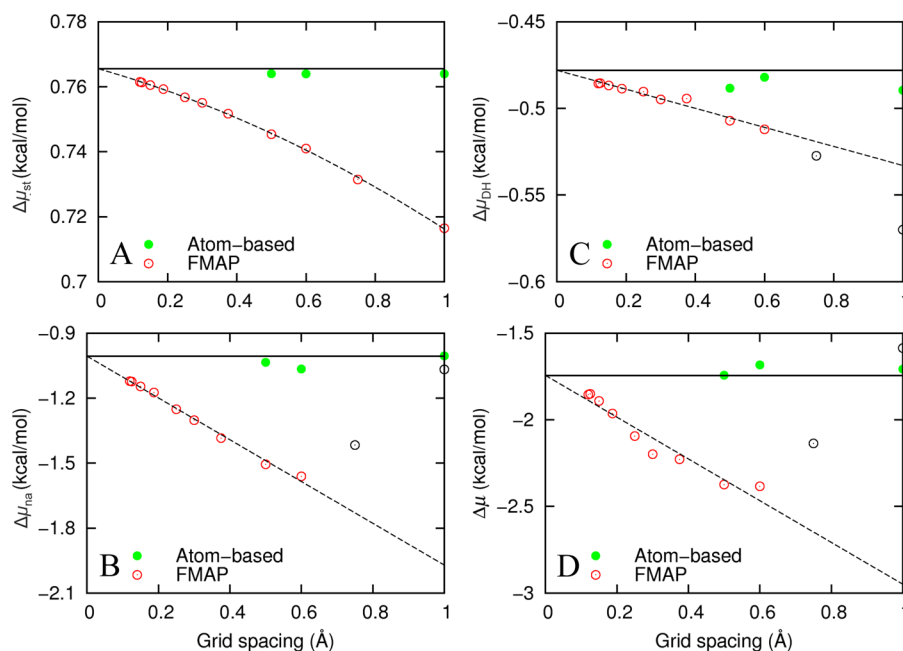 0.78
0.76
0.74
0.72
0.7
Δμ.st (kcal/mol)
A
Atom−based
FMAP
0 0.2 0.4 0.6 0.8 1
−0.45
−0.5
−0.55
−0.6
ΔμDH (kcal/mol)
C
Atom−based
FMAP
0 0.2 0.4 0.6 0.8 1
−0.9
−1.2
−1.5
−1.8
−2.1
Δμna (kcal/mol)
B
Atom−based
FMAP
0 0.2 0.4 0.6 0.8 1
Grid spacing (Å)
−1.5
−2
−2.5
−3
Δμ (kcal/mol)
D
Atom−based
FMAP
0 0.2 0.4 0.6 0.8 1
Grid spacing (Å)